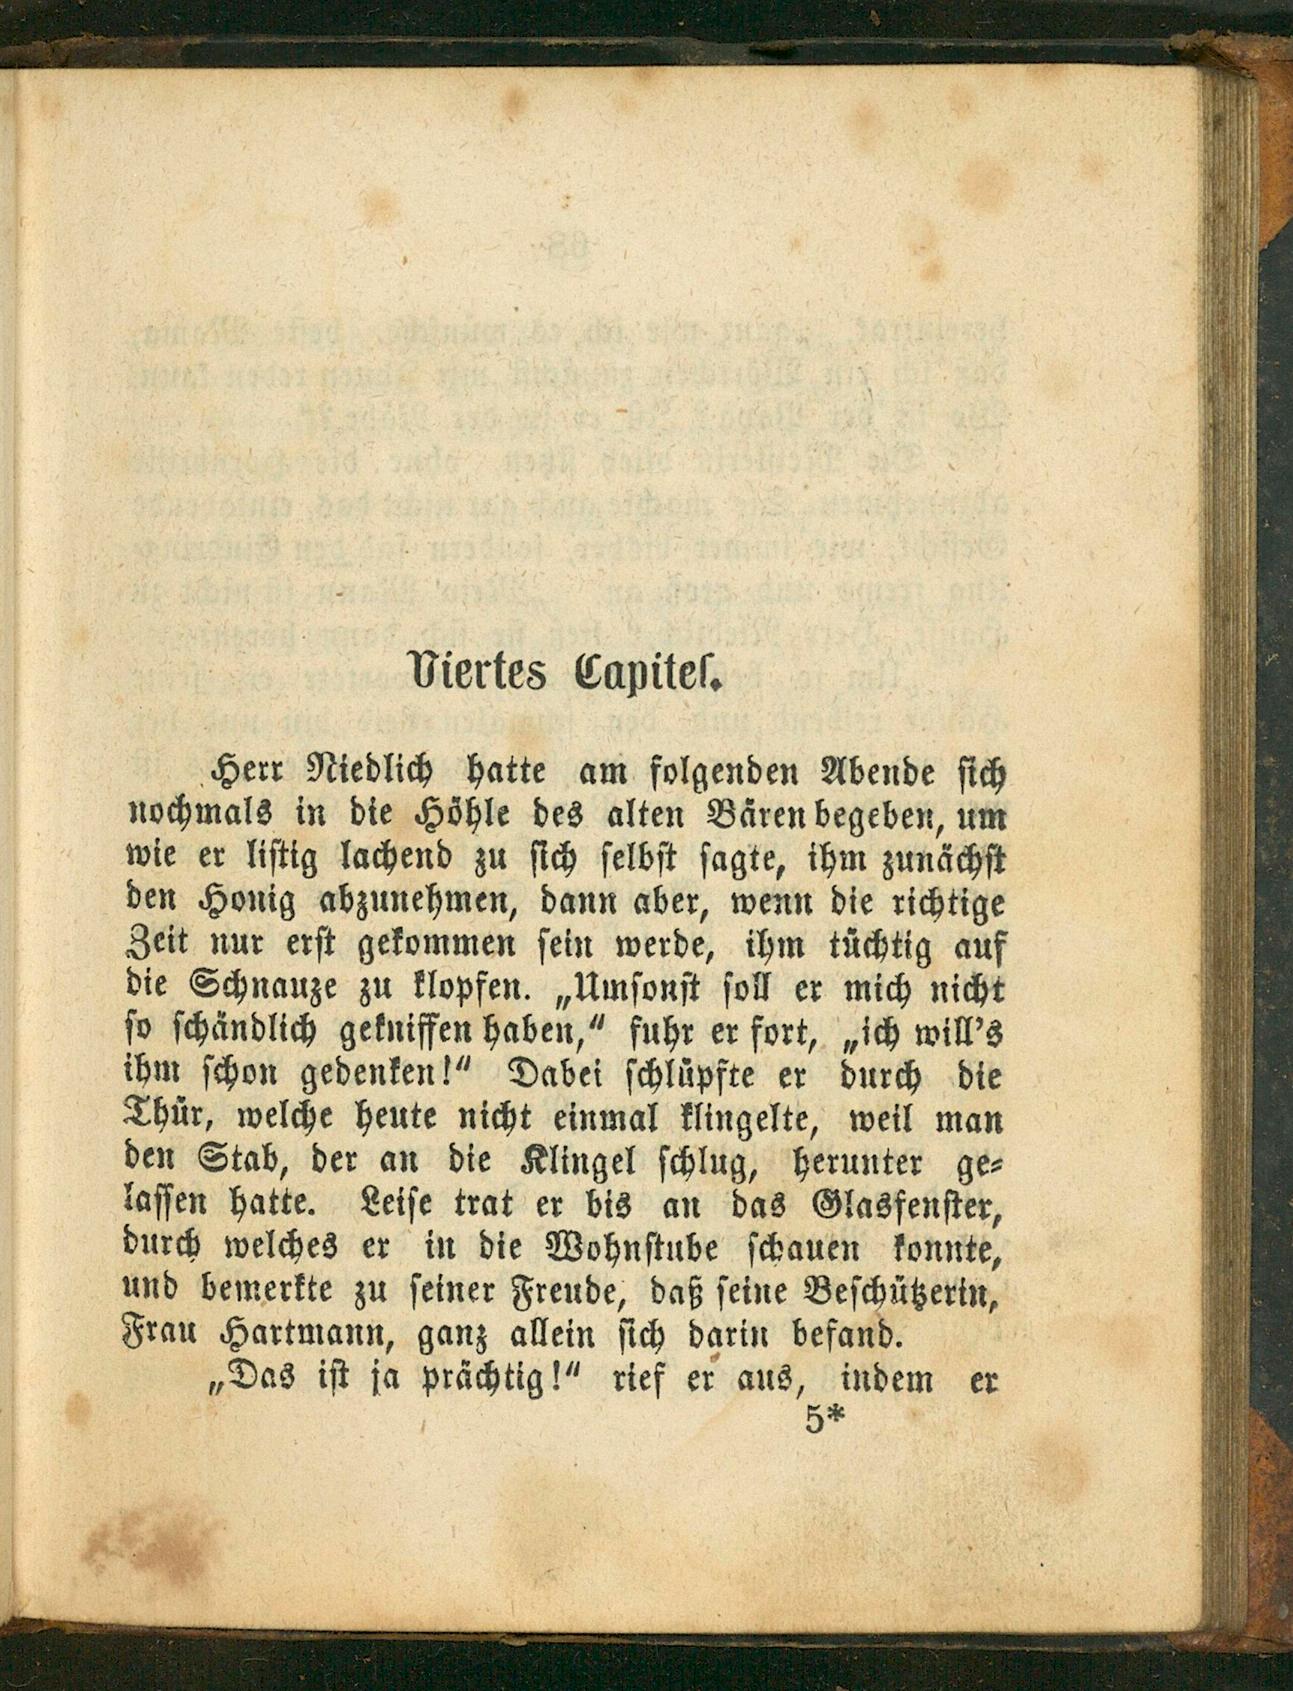 Viertes Capitel.
Herr Niedlich hatte am folgenden Abende sich
nochmals in die Höhle des alten Bären begeben, um
wie er listig lachend zu sich selbst sagte, ihm zunächst
den Honig abzunehmen, dann aber, wenn die richtige
Zeit nur erst gekommen sein werde, ihm tüchtig auf
die Schnauze zu klopfen. „Umsonst soll er mich nicht
so schändlich gekniffen haben,“ fuhr er fort, „ich will's
ihm schon gedenken!“ Dabei schlüpfte er durch die
Thür, welche heute nicht einmal klingelte, weil man
den Stab, der an die Klingel schlug, herunter ge-
lassen hatte. Leise trat er bis an das Glasfenster,
durch welches er in die Wohnstube schauen konnte,
und bemerkte zu seiner Freude, daß seine Beschützerin,
Frau Hartmann, ganz allein sich darin befand.
„Das ist ja prächtig!“ rief er aus, indem er
5*